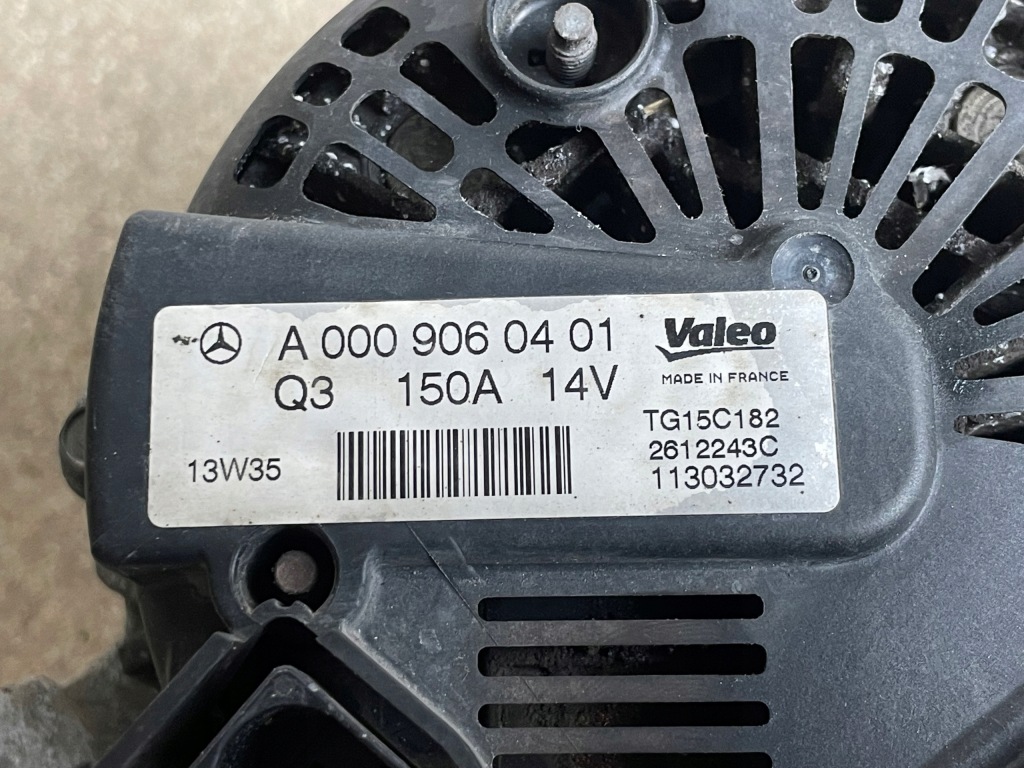 A 000 906 04 01
Q3 150A 14V
13W35
Valeo
MADE IN FRANCE
TG15C182
2612243C
113032732